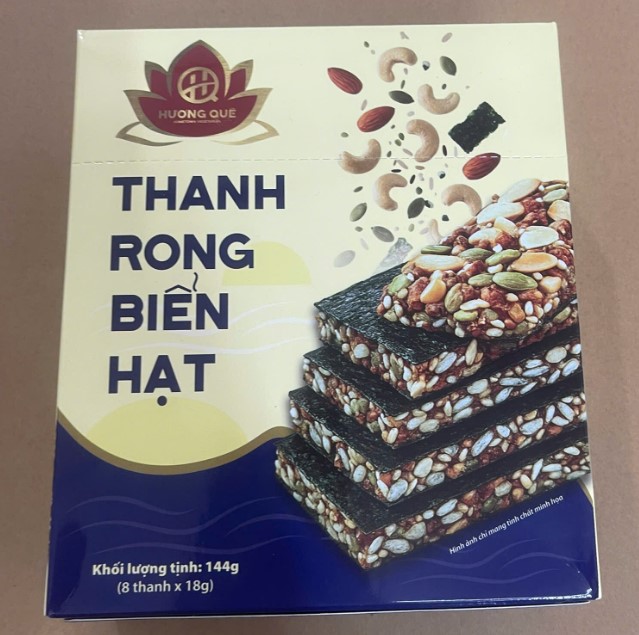 HƯƠNG QUÊ
THANH
RONG
BIỂN
HẠT
Hình ảnh chỉ mang tính chất minh họa
Khối lượng tịnh: 144g
(8 thanh x 18g)